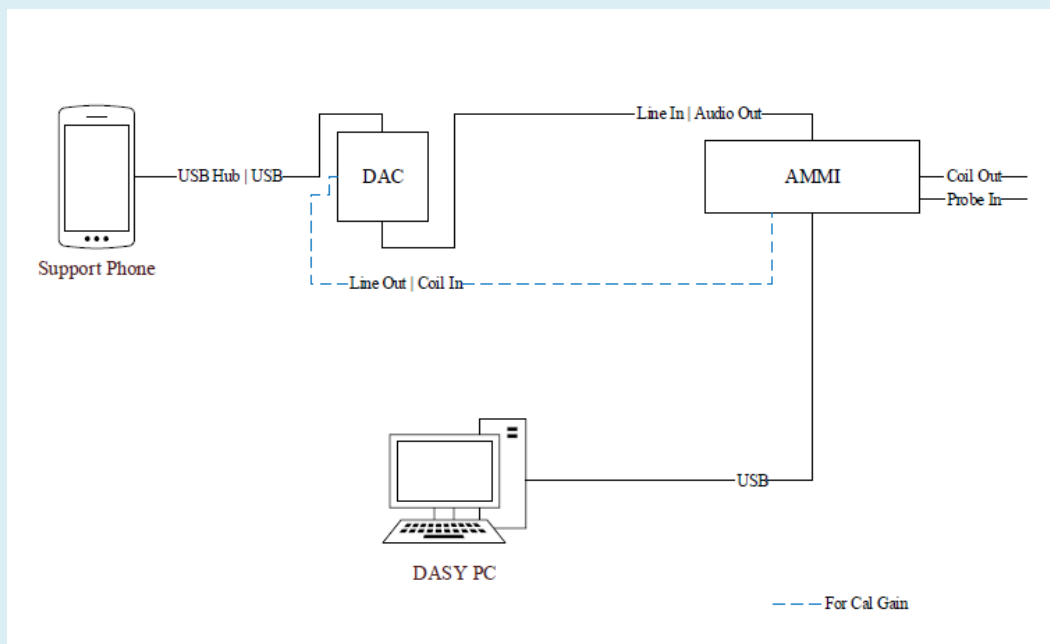 Line In | Audio Out
USB Hub | USB
DAC
AMMI
Coil Out
Probe In
Support Phone
Line Out | Coil In
USB
DASY PC
For Cal Gain